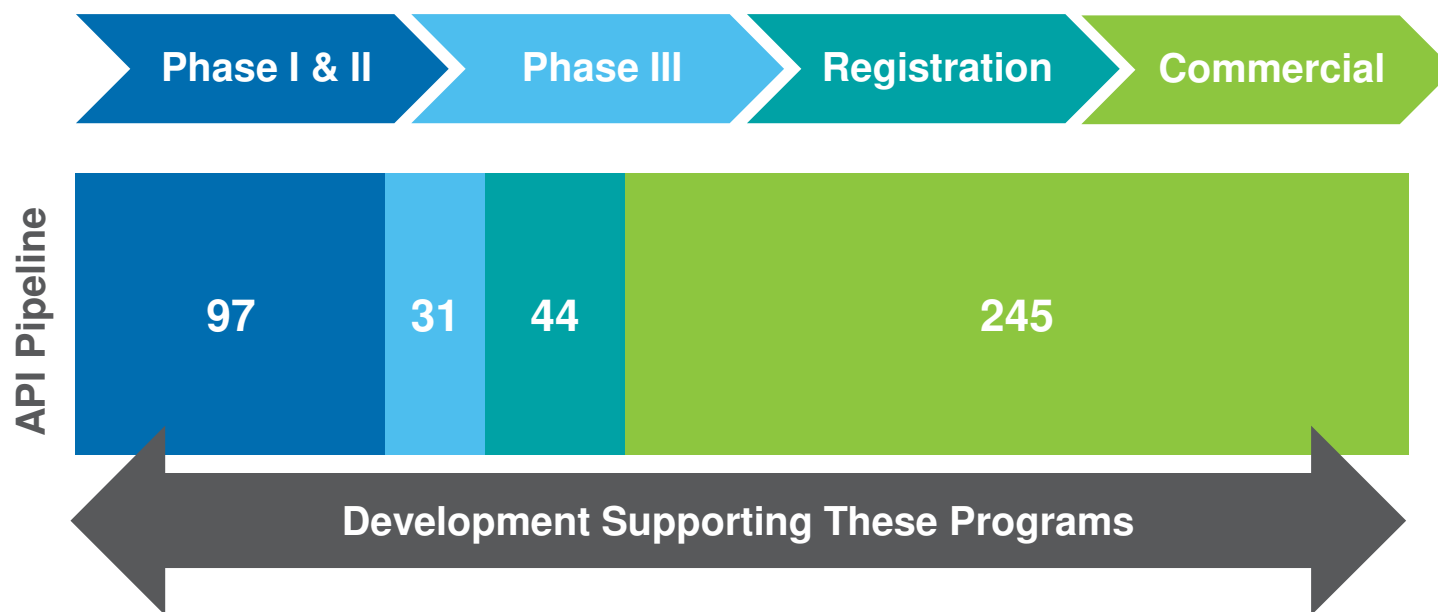 Phase I & II
Phase III
Registration
Commercial
API Pipeline
97
31
44
245
Development Supporting These Programs